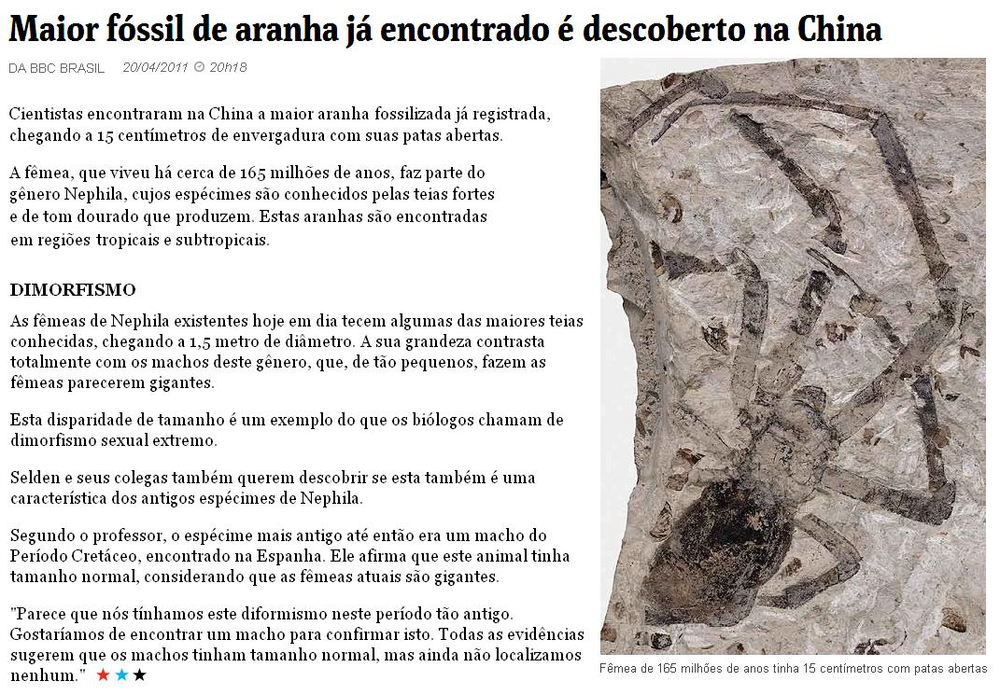 Maior fóssil de aranha já encontrado é descoberto na China
DA BBC BRASIL 20/04/2011 20h18
Cientistas encontraram na China a maior aranha fossilizada já registrada,
chegando a 15 centímetros de envergadura com suas patas abertas.
A fêmea, que viveu há cerca de 165 milhões de anos, faz parte do
gênero Nephila, cujos espécimes são conhecidos pelas teias fortes
e de tom dourado que produzem. Estas aranhas são encontradas
em regiões tropicais e subtropicais.
DIMORFISMO
As fêmeas de Nephila existentes hoje em dia tecem algumas das maiores teias
conhecidas, chegando a 1,5 metro de diâmetro. A sua grandeza contrasta
totalmente com os machos deste gênero, que, de tão pequenos, fazem as
fêmeas parecerem gigantes.
Esta disparidade de tamanho é um exemplo do que os biólogos chamam de
dimorfismo sexual extremo.
Selden e seus colegas também querem descobrir se esta também é uma
característica dos antigos espécimes de Nephila.
Segundo o professor, o espécime mais antigo até então era um macho do
Período Cretáceo, encontrado na Espanha. Ele afirma que este animal tinha
tamanho normal, considerando que as fêmeas atuais são gigantes.
"Parece que nós tínhamos este diformismo neste período tão antigo.
Gostaríamos de encontrar um macho para confirmar isto. Todas as evidências
sugerem que os machos tinham tamanho normal, mas ainda não localizamos
nenhum." ★ ★ ★
Fêmea de 165 milhões de anos tinha 15 centímetros com patas abertas